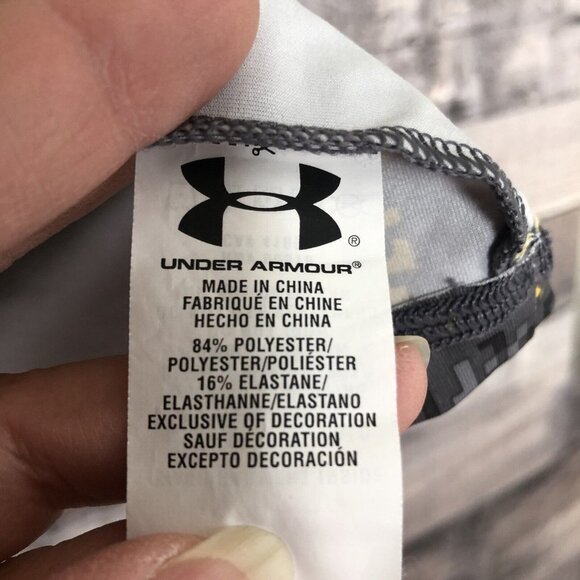 UNDER ARMOUR®
MADE IN CHINA
FABRIQUÉ EN CHINE
HECHO EN CHINA
84% POLYESTER/
POLYESTER/POLIÉSTER
16% ELASTANE/
ELASTHANNE/ELASTANO
EXCLUSIVE OF DECORATION
SAUF DÉCORATION
EXCEPTO DECORACIÓN